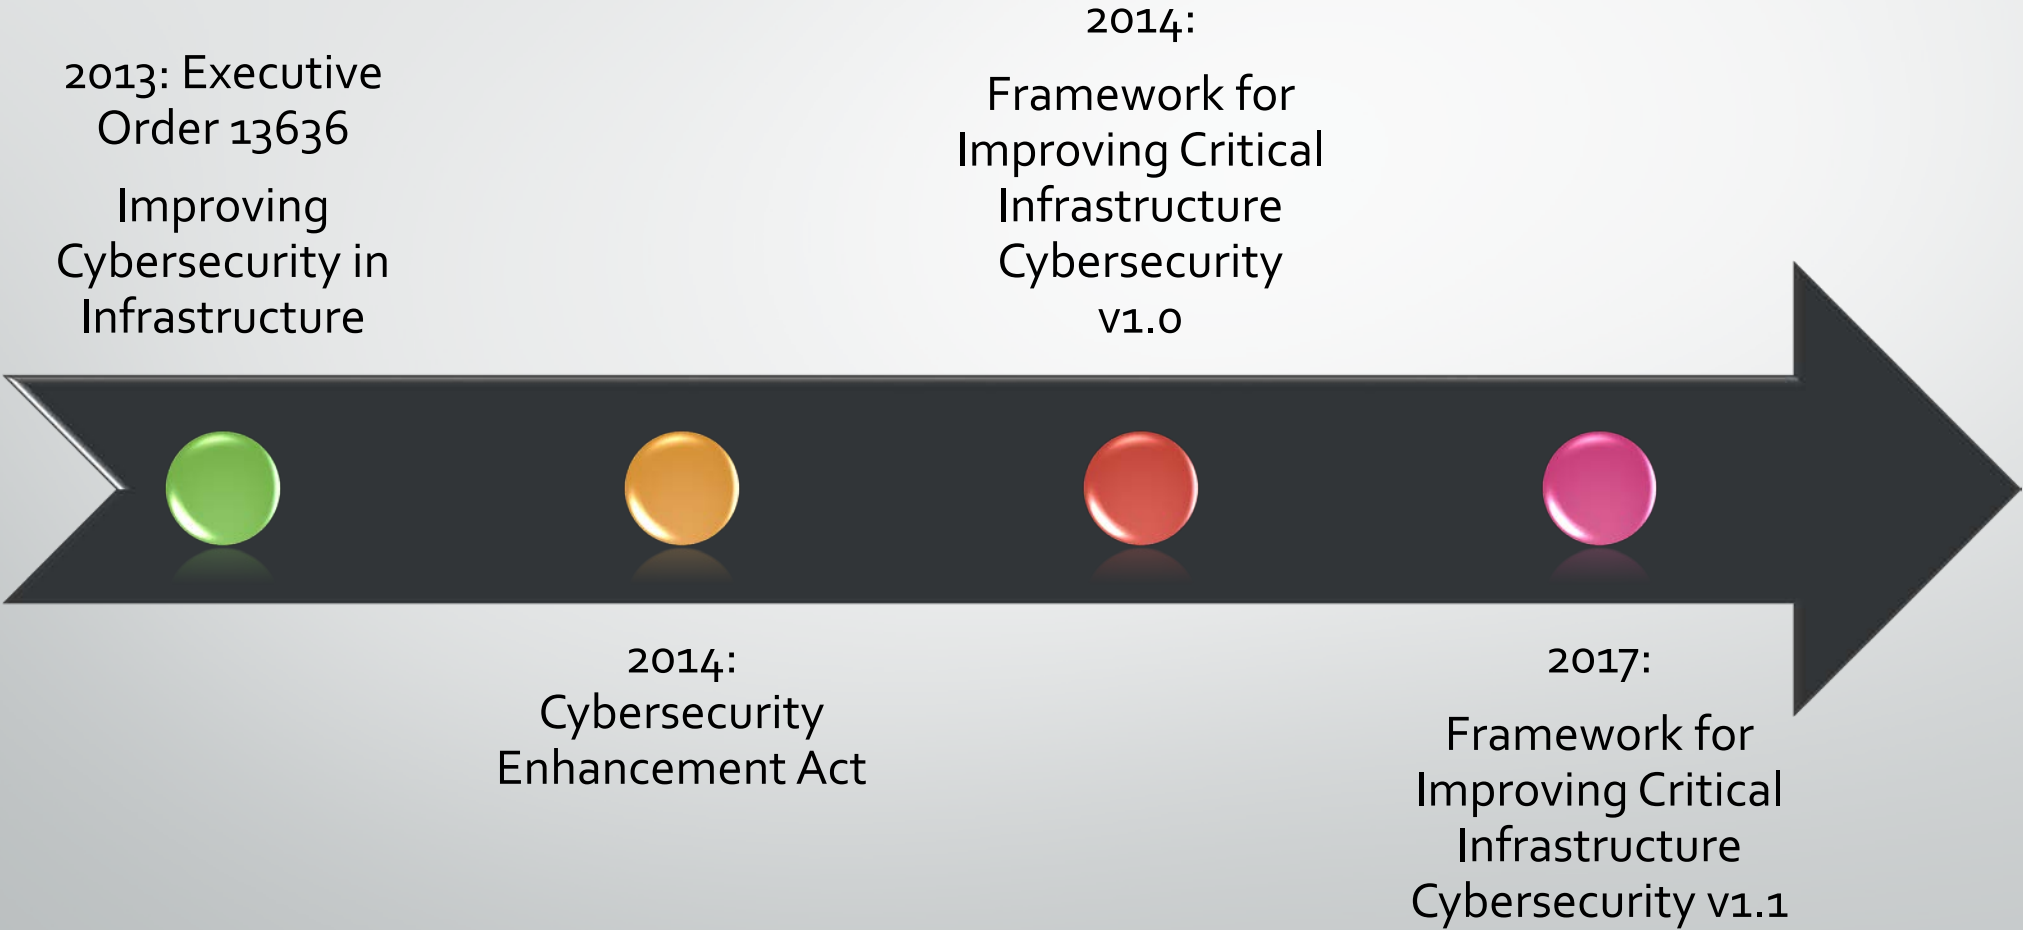 2013: Executive
Order 13636
Improving
Cybersecurity in
Infrastructure
2014:
Cybersecurity
Enhancement Act
2014:
Framework for
Improving Critical
Infrastructure
Cybersecurity
v1.0
2017:
Framework for
Improving Critical
Infrastructure
Cybersecurity v1.1